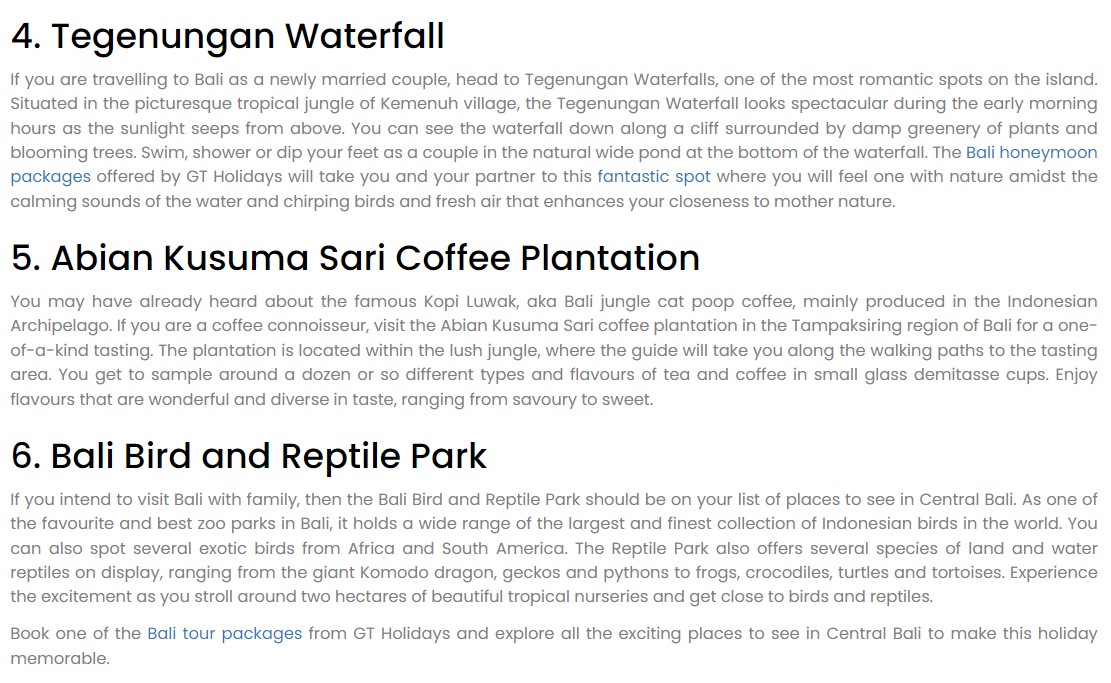 4. Tegenungan Waterfall
If you are travelling to Bali as a newly married couple, head to Tegenungan Waterfalls, one of the most romantic spots on the island.
Situated in the picturesque tropical jungle of Kemenuh village, the Tegenungan Waterfall looks spectacular during the early morning
hours as the sunlight seeps from above. You can see the waterfall down along a cliff surrounded by damp greenery of plants and
blooming trees. Swim, shower or dip your feet as a couple in the natural wide pond at the bottom of the waterfall. The Bali honeymoon
packages offered by GT Holidays will take you and your partner to this fantastic spot where you will feel one with nature amidst the
calming sounds of the water and chirping birds and fresh air that enhances your closeness to mother nature.
5. Abian Kusuma Sari Coffee Plantation
You may have already heard about the famous Kopi Luwak, aka Bali jungle cat poop coffee, mainly produced in the Indonesian
Archipelago. If you are a coffee connoisseur, visit the Abian Kusuma Sari coffee plantation in the Tampaksiring region of Bali for a one-
of-a-kind tasting. The plantation is located within the lush jungle, where the guide will take you along the walking paths to the tasting
area. You get to sample around a dozen or so different types and flavours of tea and coffee in small glass demitasse cups. Enjoy
flavours that are wonderful and diverse in taste, ranging from savoury to sweet.
6. Bali Bird and Reptile Park
If you intend to visit Bali with family, then the Bali Bird and Reptile Park should be on your list of places to see in Central Bali. As one of
the favourite and best zoo parks in Bali, it holds a wide range of the largest and finest collection of Indonesian birds in the world. You
can also spot several exotic birds from Africa and South America. The Reptile Park also offers several species of land and water
reptiles on display, ranging from the giant Komodo dragon, geckos and pythons to frogs, crocodiles, turtles and tortoises. Experience
the excitement as you stroll around two hectares of beautiful tropical nurseries and get close to birds and reptiles.
Book one of the Bali tour packages from GT Holidays and explore all the exciting places to see in Central Bali to make this holiday
memorable.